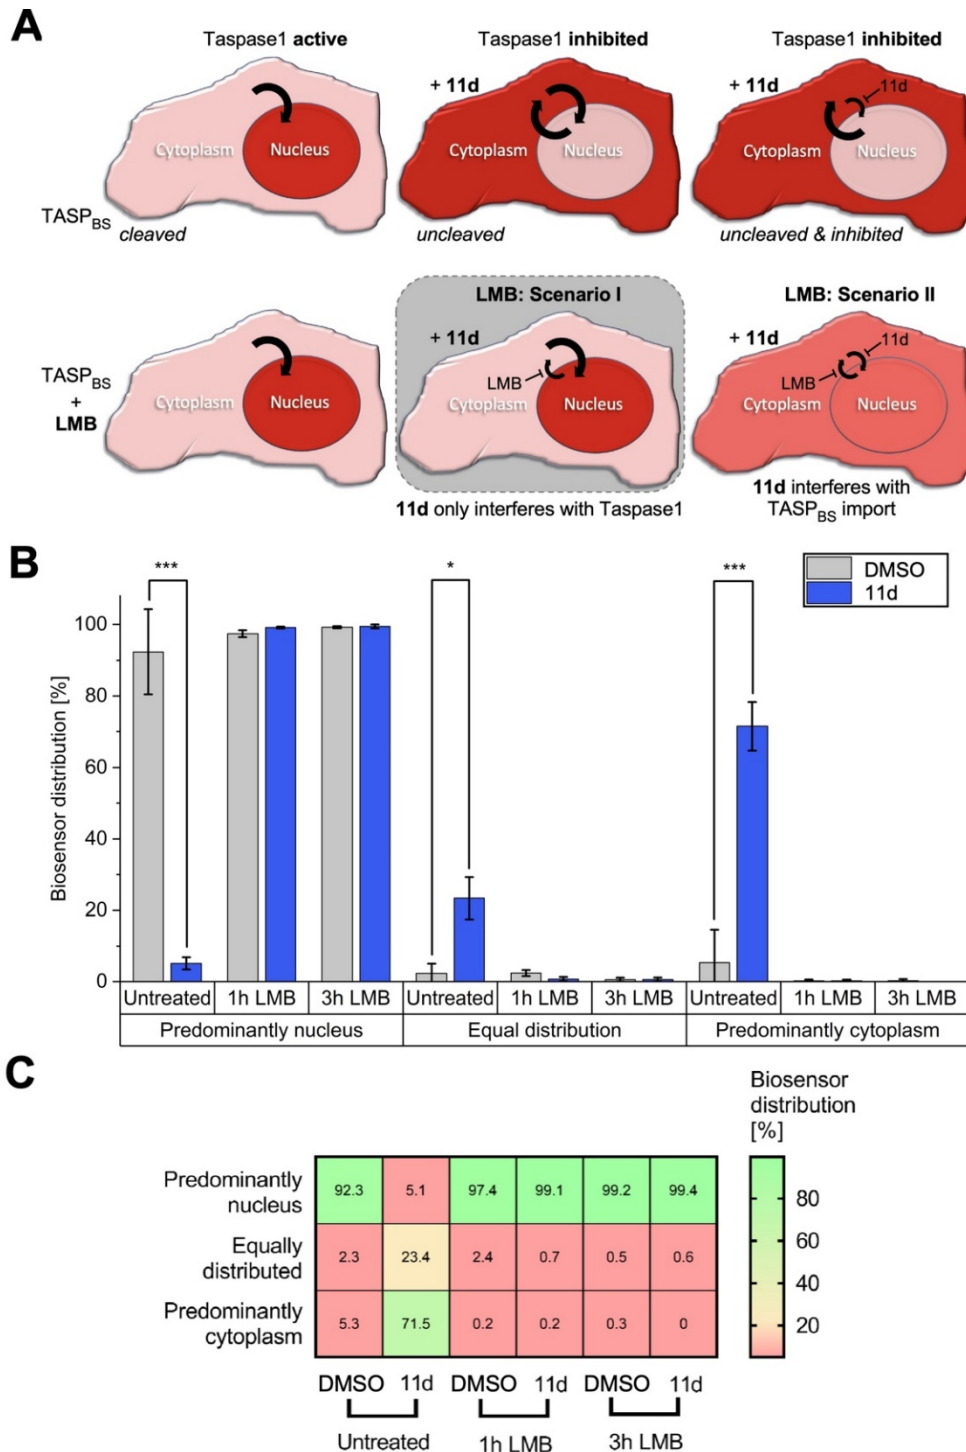 A
Taspase1 active
Taspase1 inhibited
Taspase1 inhibited
+ 11d
+ 11d
11d
Cytoplasm
Nucleus
Cytoplasm
Nucleus
Cytoplasm
Nucleus
TASPBS
cleaved
uncleaved
uncleaved & inhibited
LMB: Scenario I
LMB: Scenario II
+ 11d
+ 11d
11d
TASPBS
+
LMB
LMB
LMB
Cytoplasm
Nucleus
Cytoplasm
Nucleus
Cytoplasm
Nucleus
11d only interferes with Taspase1
11d interferes with
TASPBS import
B
***
*
***
DMSO
11d
Biosensor distribution [%]
100
80
60
40
20
0
Untreated
1h LMB
3h LMB
Untreated
1h LMB
3h LMB
Untreated
1h LMB
3h LMB
Predominantly nucleus
Equal distribution
Predominantly cytoplasm
C
Biosensor
distribution
[%]
Predominantly
nucleus
92.3 5.1 97.4 99.1 99.2 99.4
Equally
distributed
2.3 23.4 2.4 0.7 0.5 0.6
Predominantly
cytoplasm
5.3 71.5 0.2 0.2 0.3 0
80
60
40
20
DMSO 11d DMSO 11d DMSO 11d
Untreated
1h LMB
3h LMB